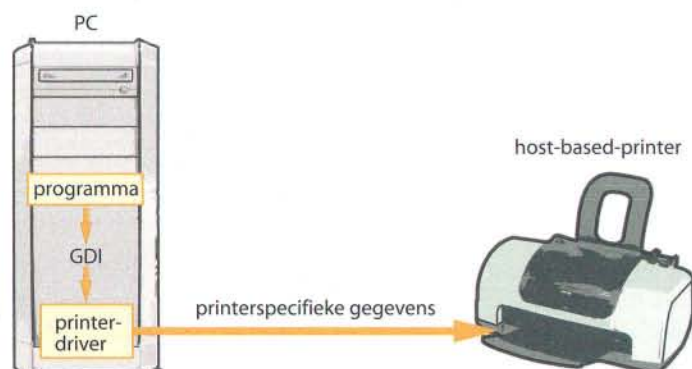 PC
host-based-printer
programma
GDI
printerspecifieke gegevens
printer-
driver